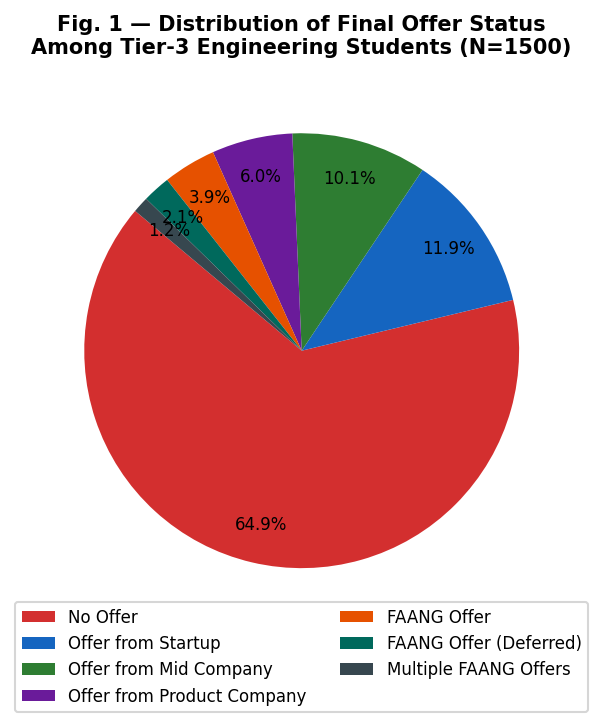 Fig. 1 — Distribution of Final Offer Status
Among Tier-3 Engineering Students (N=1500)
6.0%
10.1%
3.9%
2.1%
1.2%
11.9%
64.9%
No Offer
Offer from Startup
Offer from Mid Company
Offer from Product Company
FAANG Offer
FAANG Offer (Deferred)
Multiple FAANG Offers